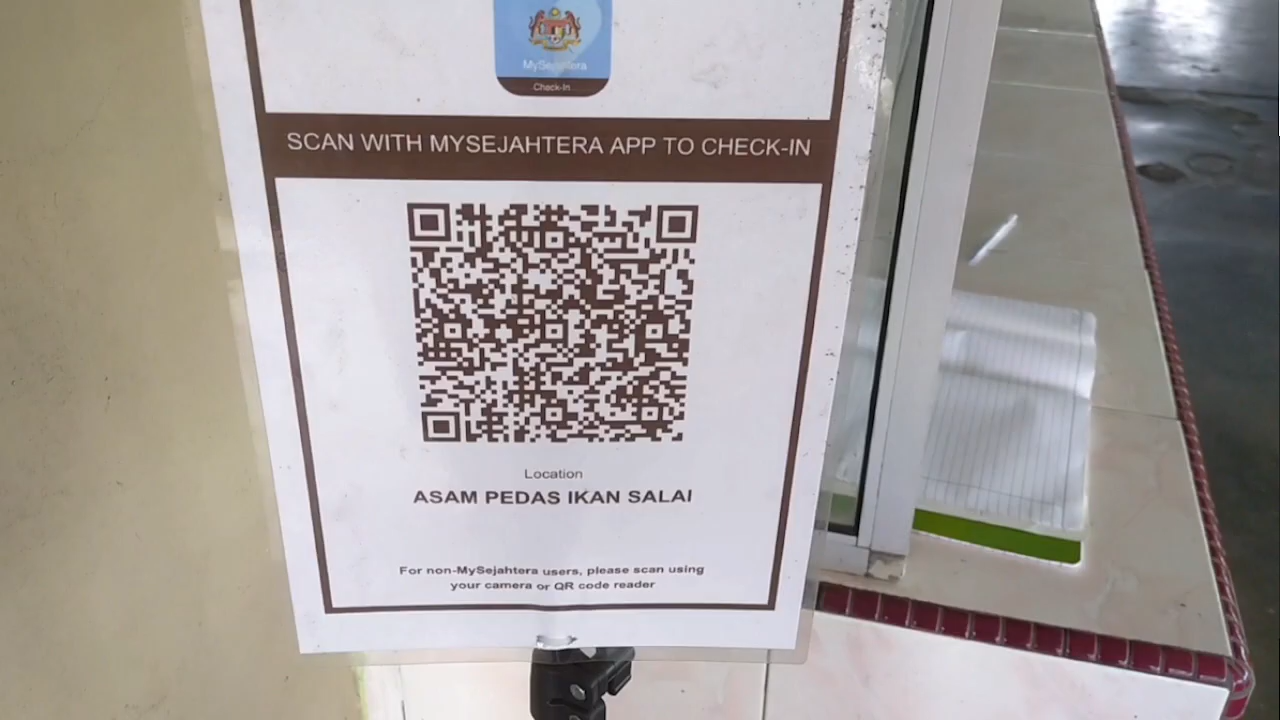 MySejahtera
Check-In
SCAN WITH MYSEJAHTERA APP TO CHECK-IN
Location
ASAM PEDAS IKAN SALAI
For non-MySejahtera users, please scan using
your camera or QR code reader